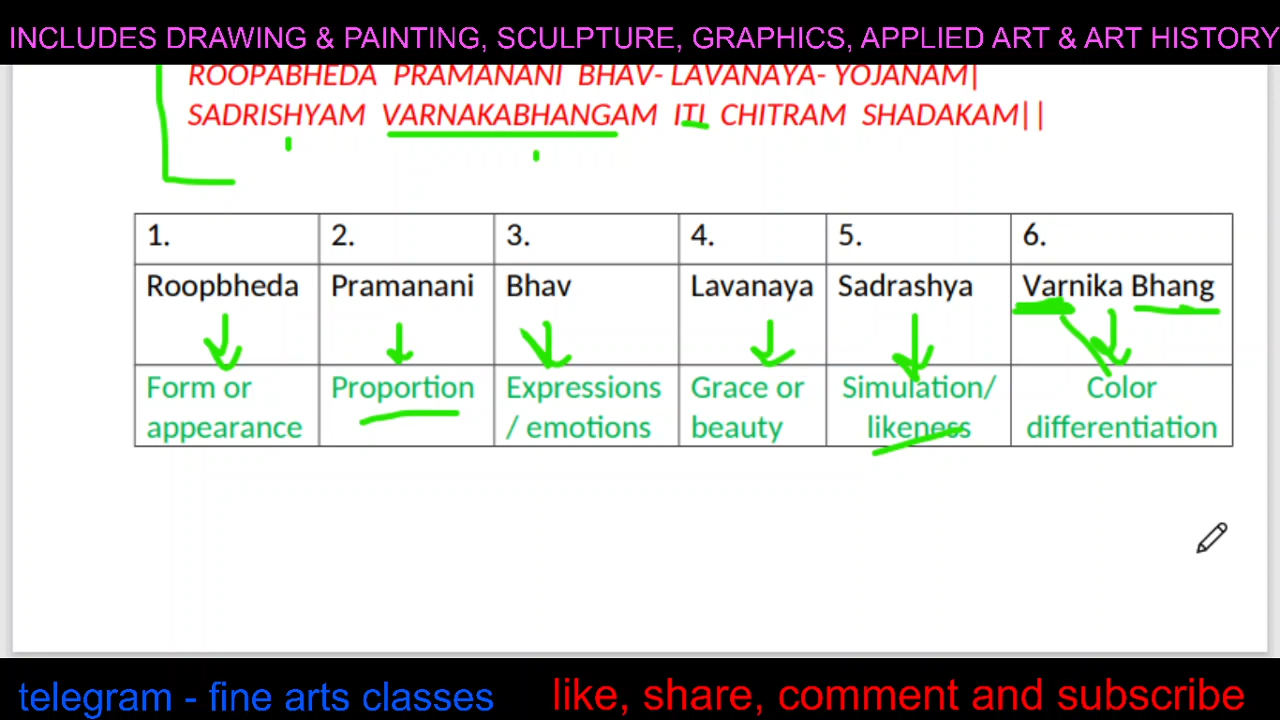 INCLUDES DRAWING & PAINTING, SCULPTURE, GRAPHICS, APPLIED ART & ART HISTORY
ROOPABHEDA PRAMANANI BHAV- LAVANAYA- YOJANAM|
SADRISHYAM VARNAKABHANGAM ITI CHITRAM SHADAKAM||
1. 2. 3. 4. 5. 6.
Roopbheda Pramanani Bhav Lavanaya Sadrashya Varnika Bhang
Form or Proportion Expressions Grace or Simulation/ Color
appearance / emotions beauty likeness differentiation
telegram - fine arts classes like, share, comment and subscribe